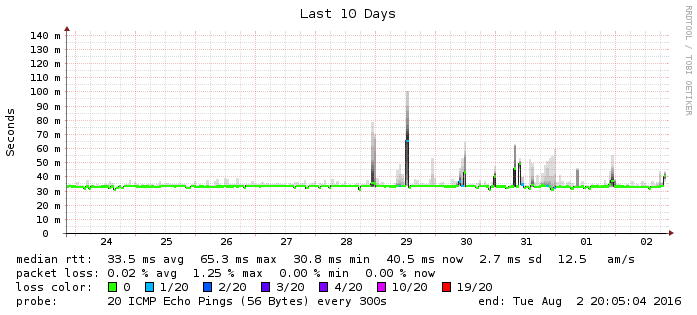 Last 10 Days
RRDTOOL / TOBI OETIKER
Seconds
140 m
130 m
120 m
110 m
100 m
90 m
80 m
70 m
60 m
50 m
40 m
30 m
20 m
10 m
0 m
24 25 26 27 28 29 30 31 01 02
median rtt: 33.5 ms avg 65.3 ms max 30.8 ms min 40.5 ms now 2.7 ms sd 12.5 am/s
packet loss: 0.02 % avg 1.25 % max 0.00 % min 0.00 % now
loss color: 0 1/20 2/20 3/20 4/20 10/20 19/20
probe: 20 ICMP Echo Pings (56 Bytes) every 300s end: Tue Aug 2 20:05:04 2016